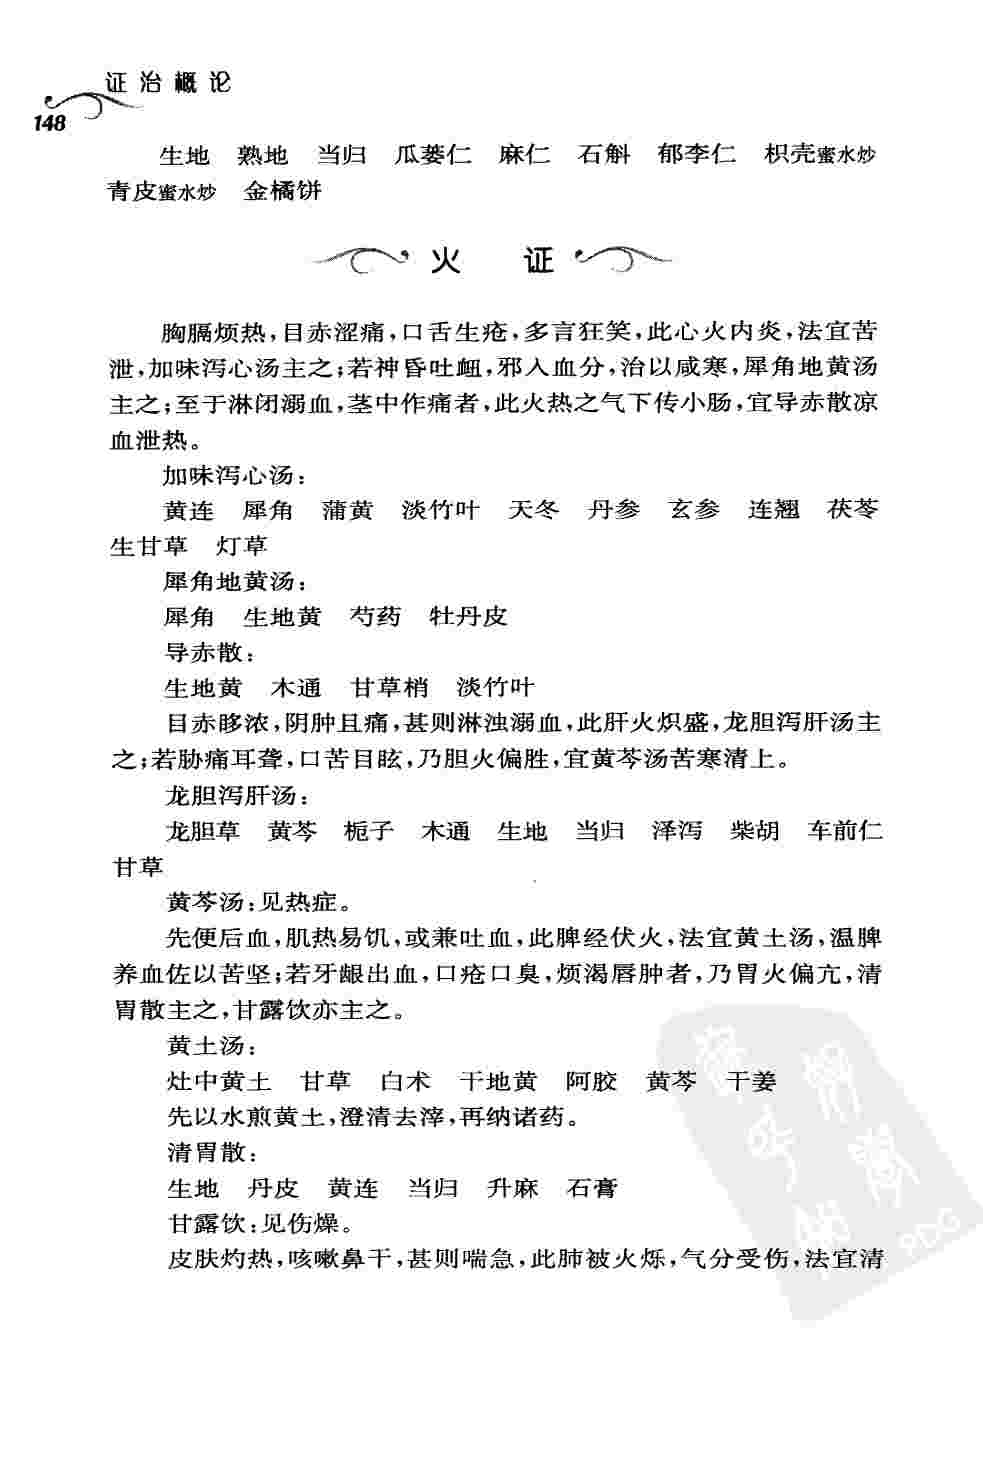 证治概论
148
生地 熟地 当归 瓜蒌仁 麻仁 石斛 郁李仁 枳壳蜜水炒
青皮蜜水炒 金橘饼
火 证
胸膈烦热,目赤涩痛,口舌生疮,多言狂笑,此心火内炎,法宜苦
泄,加味泻心汤主之;若神昏吐衄,邪入血分,治以咸寒,犀角地黄汤
主之;至于淋闭溺血,茎中作痛者,此火热之气下传小肠,宜导赤散凉
血泄热。
加味泻心汤:
黄连 犀角 蒲黄 淡竹叶 天冬 丹参 玄参 连翘 茯苓
生甘草 灯草
犀角地黄汤:
犀角 生地黄 芍药 牡丹皮
导赤散:
生地黄 木通 甘草梢 淡竹叶
目赤眵浓,阴肿且痛,甚则淋浊溺血,此肝火炽盛,龙胆泻肝汤主
之;若胁痛耳聋,口苦目眩,乃胆火偏胜,宜黄芩汤苦寒清上。
龙胆泻肝汤:
龙胆草 黄芩 栀子 木通 生地 当归 泽泻 柴胡 车前仁
甘草
黄芩汤:见热症。
先便后血,肌热易饥,或兼吐血,此脾经伏火,法宜黄土汤,温脾
养血佐以苦坚;若牙龈出血,口疮口臭,烦渴唇肿者,乃胃火偏亢,清
胃散主之,甘露饮亦主之。
黄土汤:
灶中黄土 甘草 白术 干地黄 阿胶 黄芩 干姜
先以水煎黄土,澄清去滓,再纳诸药。
清胃散:
生地 丹皮 黄连 当归 升麻 石膏
甘露饮:见伤燥。
皮肤灼热,咳嗽鼻干,甚则喘急,此肺被火烁,气分受伤,法宜清
PDG